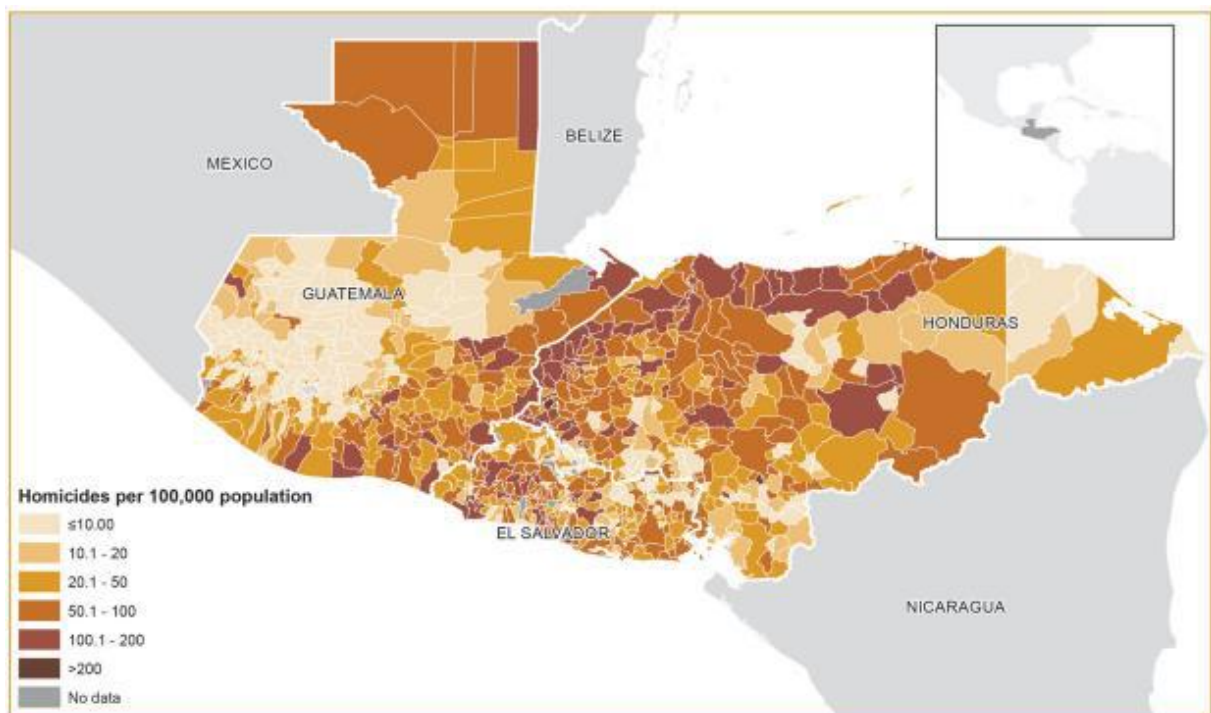 BELIZE
MEXICO
GUATEMALA
HONDURAS
Homicides per 100,000 population
≤10.00
10.1 - 20
20.1 - 50
50.1 - 100
100.1 - 200
>200
No data
EL SALVADOR
NICARAGUA